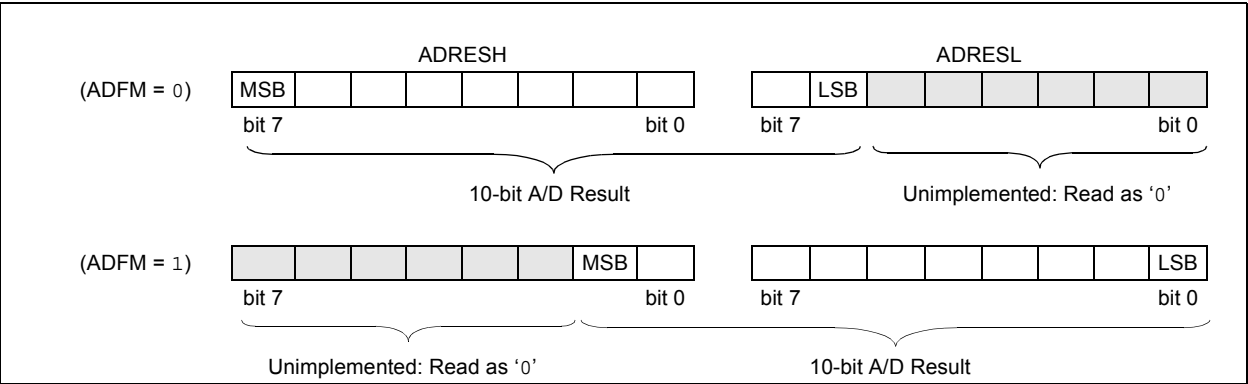 ADRESH ADRESL
(ADFM = 0) MSB LSB
bit 7 bit 0 bit 7 bit 0
10-bit A/D Result Unimplemented: Read as ‘0’
(ADFM = 1) MSB LSB
bit 7 bit 0 bit 7 bit 0
Unimplemented: Read as ‘0’ 10-bit A/D Result